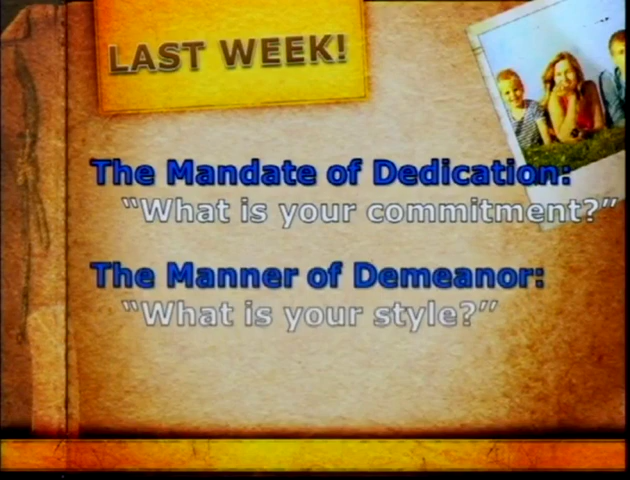 LAST WEEK!
The Mandate of Dedication:
“What is your commitment?”
The Manner of Demeanor:
“What is your style?”